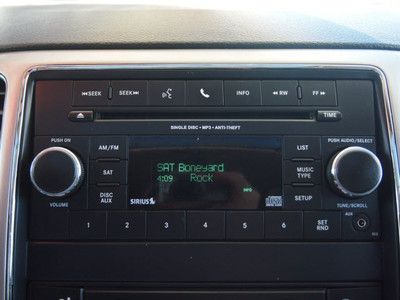 SEEK SEEK INFO RW FF
SINGLE DISC • MP3 • ANTI-THEFT
TIME
PUSH ON
PUSH AUDIO/SELECT
AM/FM
LIST
SAT Boneyard
4:09 Rock
INFO
SAT
MUSIC TYPE
DISC AUX
SIRIUS
SETUP
VOLUME
TUNE/SCROLL
1 2 3 4 5 6 SET RND
AUX